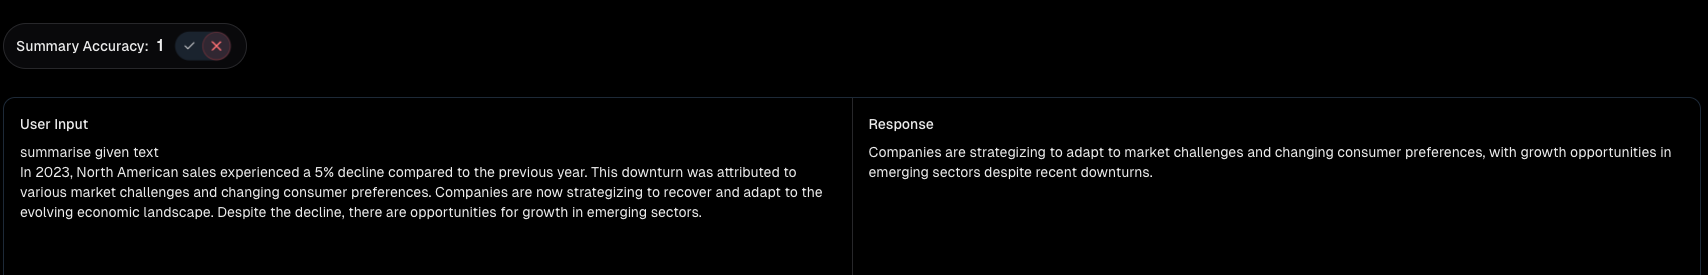 Summary Accuracy: 1
User Input
summarise given text
In 2023, North American sales experienced a 5% decline compared to the previous year. This downturn was attributed to
various market challenges and changing consumer preferences. Companies are now strategizing to recover and adapt to the
evolving economic landscape. Despite the decline, there are opportunities for growth in emerging sectors.
Response
Companies are strategizing to adapt to market challenges and changing consumer preferences, with growth opportunities in
emerging sectors despite recent downturns.